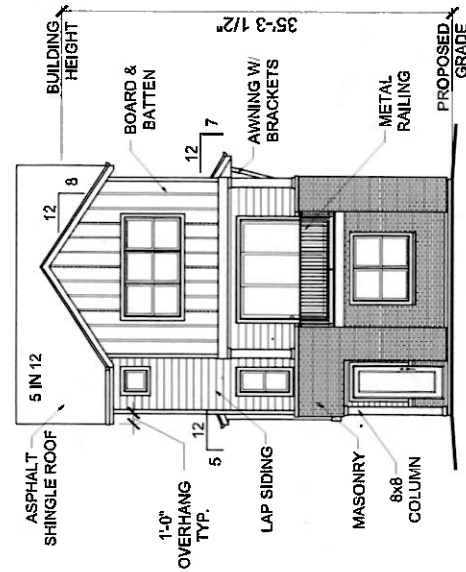 BUILDING
HEIGHT
35'-3 1/2"
PROPOSED
GRADE
ASPHALT
SHINGLE ROOF
5 IN 12
12
8
BOARD &
BATTEN
12
7
AWNING W/
BRACKETS
METAL
RAILING
1'-0"
OVERHANG
TYP.
12
5
LAP SIDING
MASONRY
8x8
COLUMN